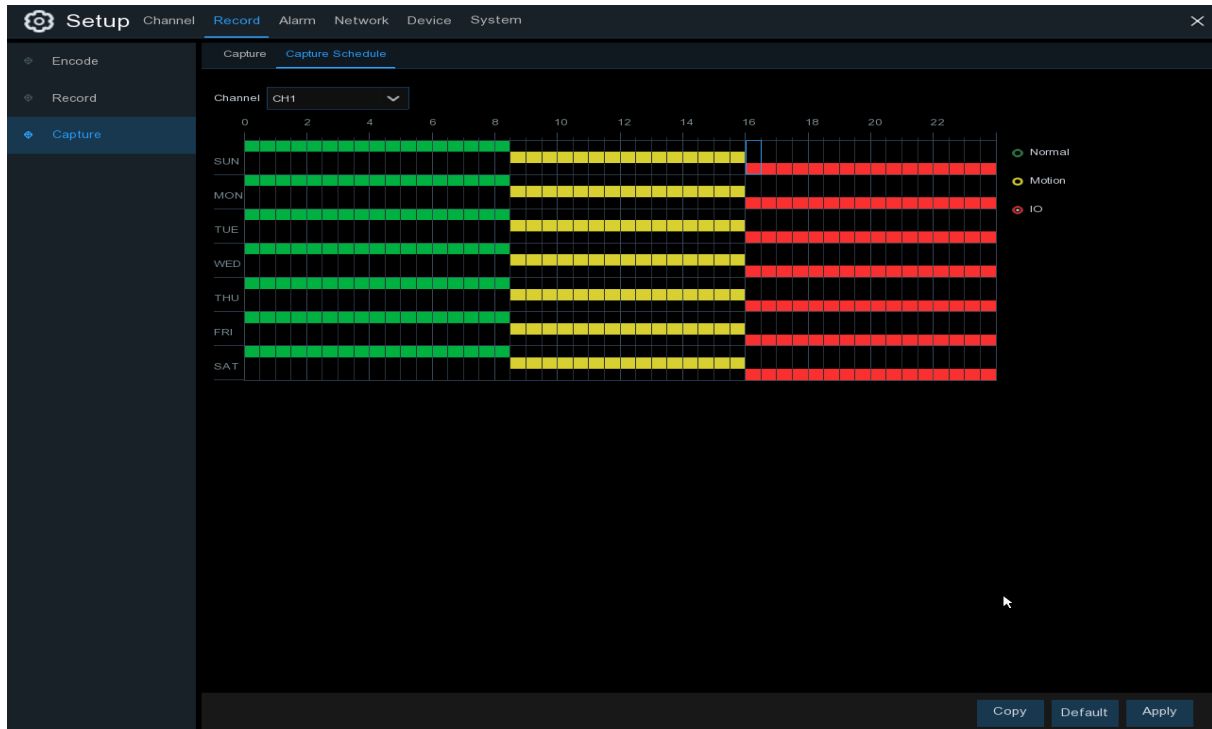 Setup Channel Record Alarm Network Device System
Encode
Record
Capture
Capture Capture Schedule
Channel CH1
0 2 4 6 8 10 12 14 16 18 20 22
SUN
MON
TUE
WED
THU
FRI
SAT
Normal
Motion
IO
Copy Default Apply